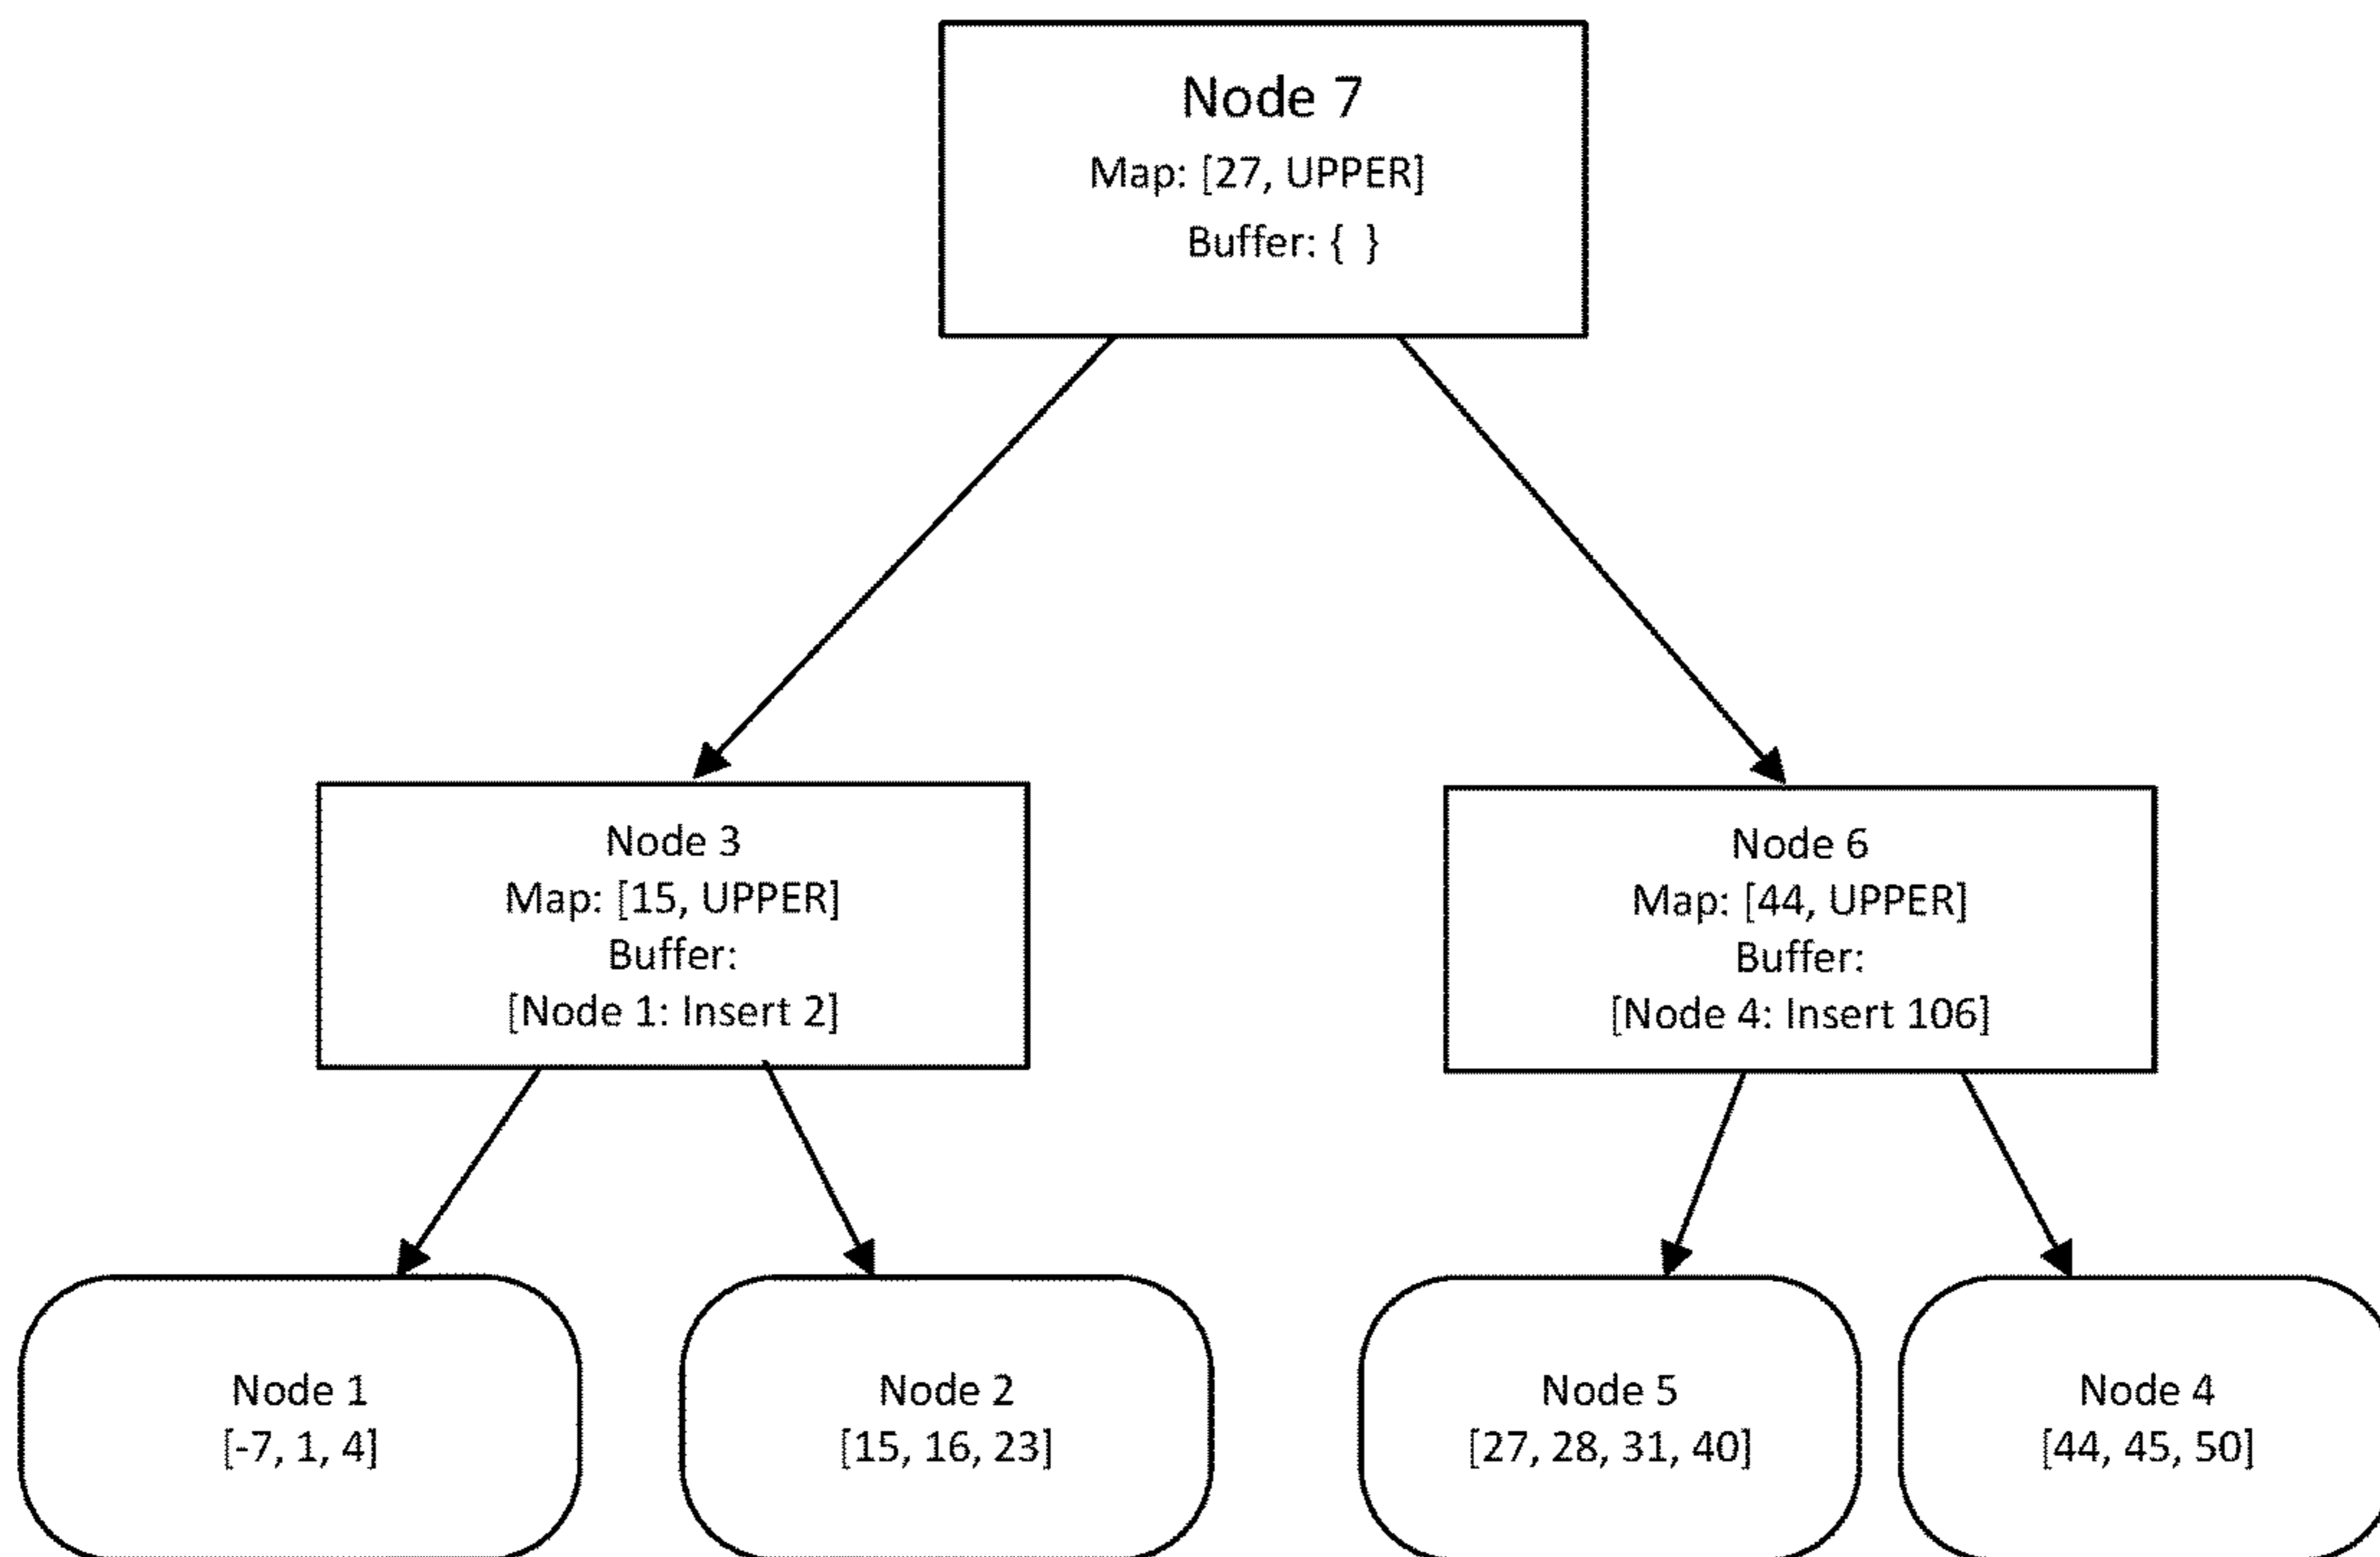 Node 7
Map: [27, UPPER]
Buffer: { }
Node 3
Map: [15, UPPER]
Buffer:
[Node 1: Insert 2]
Node 6
Map: [44, UPPER]
Buffer:
[Node 4: Insert 106]
Node 1
[-7, 1, 4]
Node 2
[15, 16, 23]
Node 5
[27, 28, 31, 40]
Node 4
[44, 45, 50]